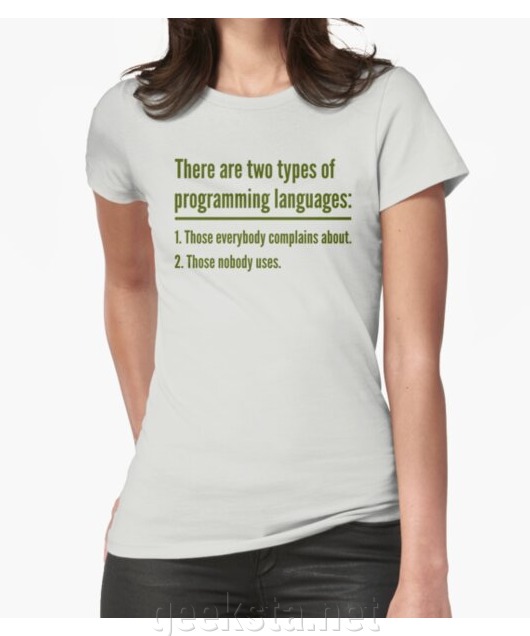 There are two types of
programming languages:
1. Those everybody complains about.
2. Those nobody uses.
geeksta.net